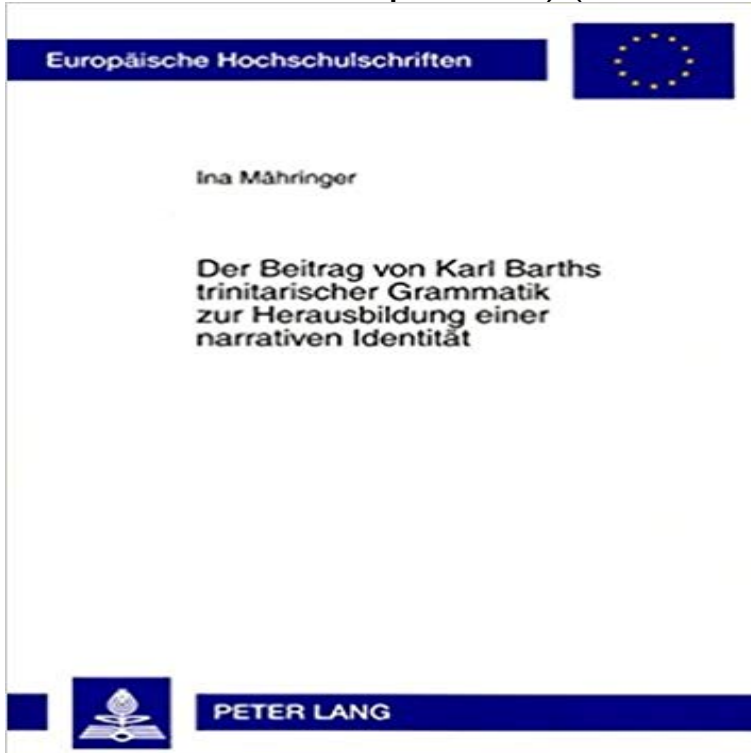 Europäische Hochschulschriften
Ina Mähringer
Der Beitrag von Karl Barths
trinitarischer Grammatik
zur Herausbildung einer
narrativen Identität
PETER LANG